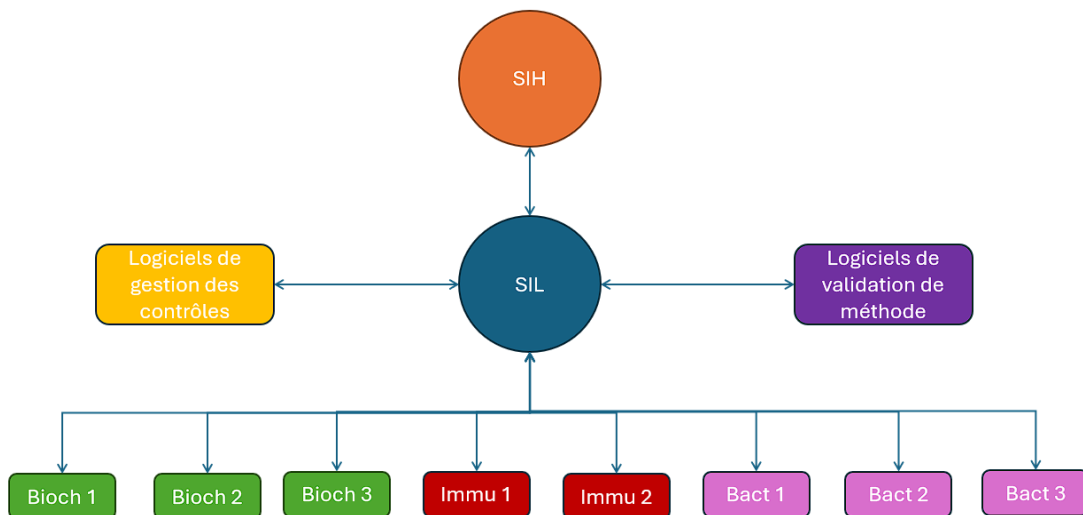 SIH
Logiciels de
gestion des
contrôles
SIL
Logiciels de
validation de
méthode
Bioch 1
Bioch 2
Bioch 3
Immu 1
Immu 2
Bact 1
Bact 2
Bact 3